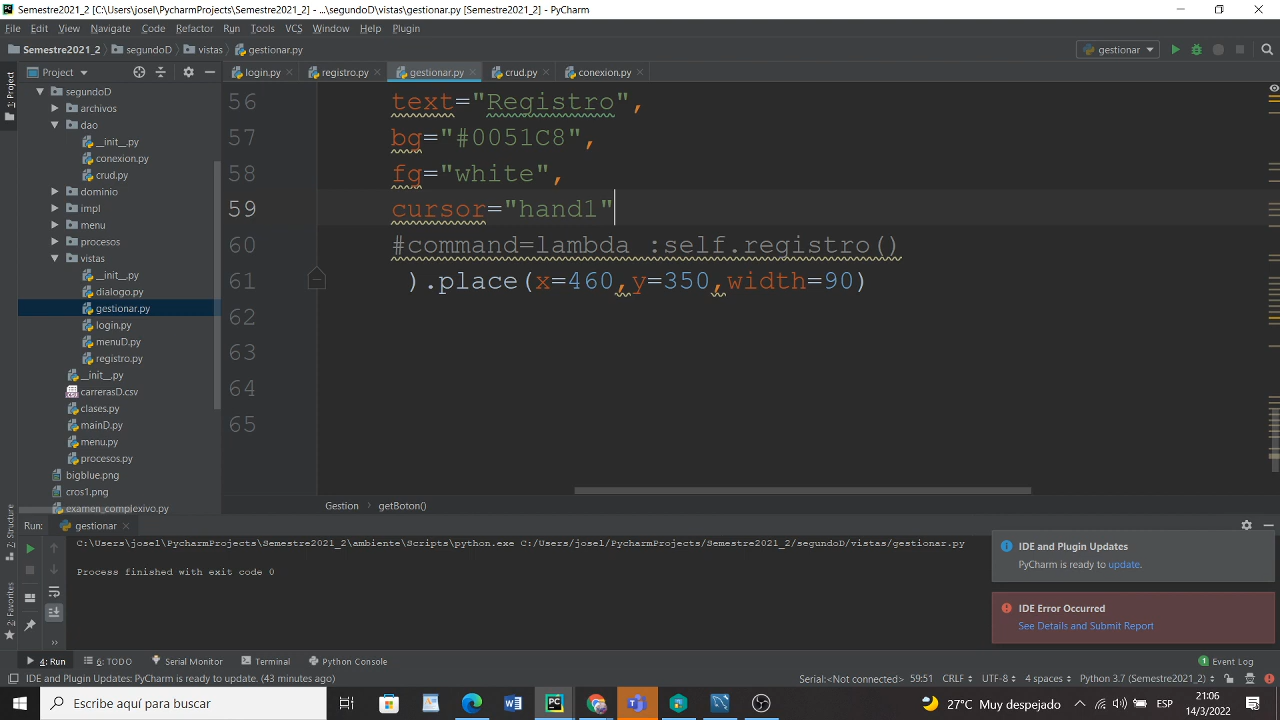 Semestre2021_2 [C:\Users\josel\PycharmProjects\Semestre2021_2] - ...\segundoD\vistas\gestionar.py [Semestre2021_2] - PyCharm
File Edit View Navigate Code Refactor Run Tools VCS Window Help Plugin
Semestre2021_2 segundoD vistas gestionar.py gestionar
1: Project
Project
login.py registro.py gestionar.py crud.py conexion.py
segundoD
archivos
dao
__init__.py
conexion.py
crud.py
dominio
impl
menu
procesos
vistas
__init__.py
dialogo.py
gestionar.py
login.py
menuD.py
registro.py
__init__.py
carrerasD.csv
clases.py
mainD.py
menu.py
procesos.py
bigblue.png
cros1.png
examen_complexivo.py
56 text="Registro",
57 bg="#0051C8",
58 fg="white",
59 cursor="hand1"
60 #command=lambda :self.registro()
61 ).place(x=460,y=350,width=90)
62
63
64
65
Gestion getBoton()
Z: Structure
2: Favorites
Run: gestionar
C:\Users\josel\PycharmProjects\Semestre2021_2\ambiente\Scripts\python.exe C:/Users/josel/PycharmProjects/Semestre2021_2/segundoD/vistas/gestionar.py
Process finished with exit code 0
IDE and Plugin Updates
PyCharm is ready to update.
IDE Error Occurred
See Details and Submit Report
4: Run 6: TODO Serial Monitor Terminal Python Console 1 Event Log
IDE and Plugin Updates: PyCharm is ready to update. (43 minutes ago) Serial:<Not connected> 59:51 CRLF UTF-8 4 spaces Python 3.7 (Semestre2021_2)
Escribe aquí para buscar
27°C Muy despejado ESP
21:06
14/3/2022